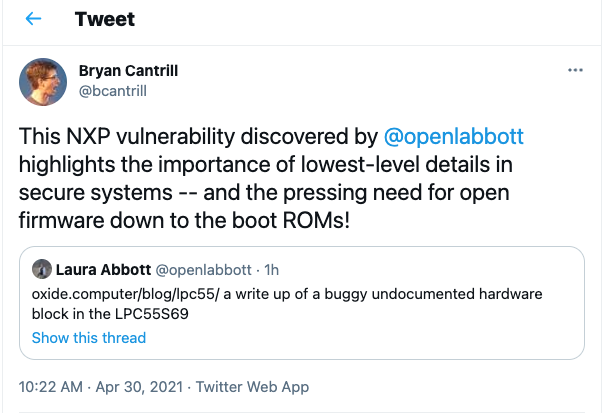 Tweet
Bryan Cantrill
@bcantrill
This NXP vulnerability discovered by @openlabbott
highlights the importance of lowest-level details in
secure systems -- and the pressing need for open
firmware down to the boot ROMs!
Laura Abbott @openlabbott · 1h
oxide.computer/blog/lpc55/ a write up of a buggy undocumented hardware
block in the LPC55S69
Show this thread
10:22 AM · Apr 30, 2021 · Twitter Web App